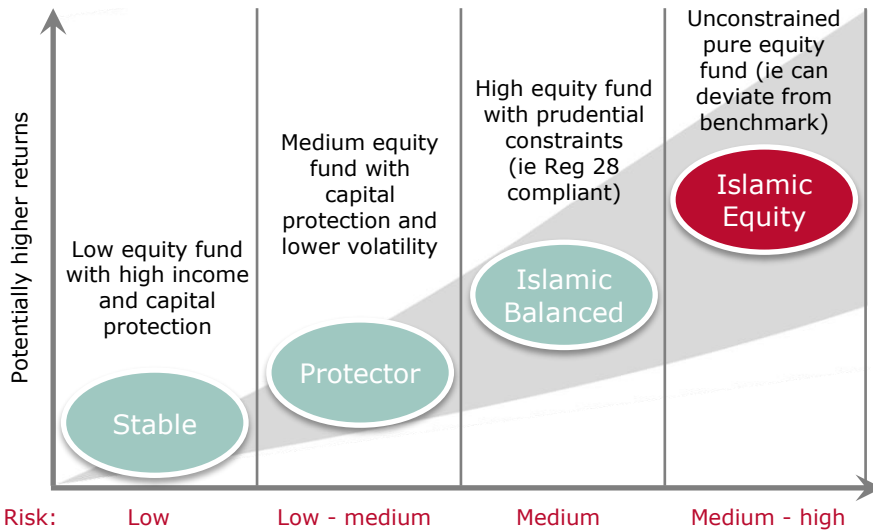 Potentially higher returns
Low equity fund
with high income
and capital
protection
Stable
Medium equity
fund with
capital
protection and
lower volatility
Protector
High equity fund
with prudential
constraints
(ie Reg 28
compliant)
Islamic
Balanced
Unconstrained
pure equity
fund (ie can
deviate from
benchmark)
Islamic
Equity
Risk: Low Low - medium Medium Medium - high